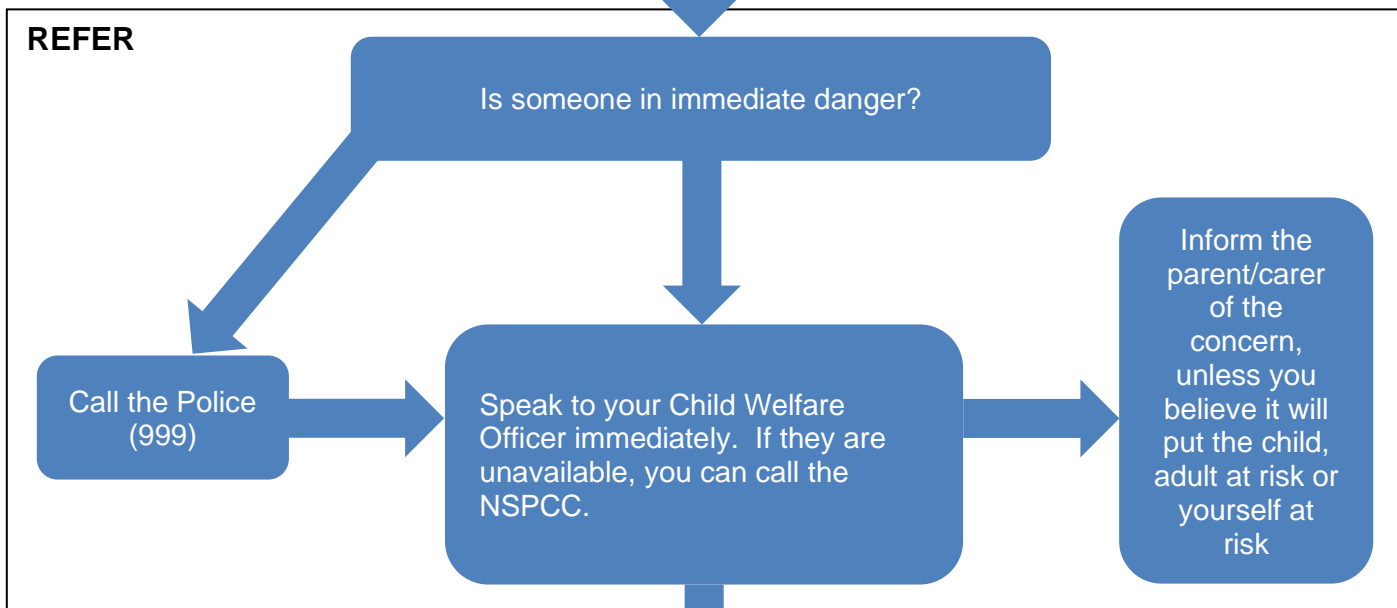 REFER
Is someone in immediate danger?
Call the Police
(999)
Speak to your Child Welfare
Officer immediately.  If they are
unavailable, you can call the
NSPCC.
Inform the
parent/carer
of the
concern,
unless you
believe it will
put the child,
adult at risk or
yourself at
risk